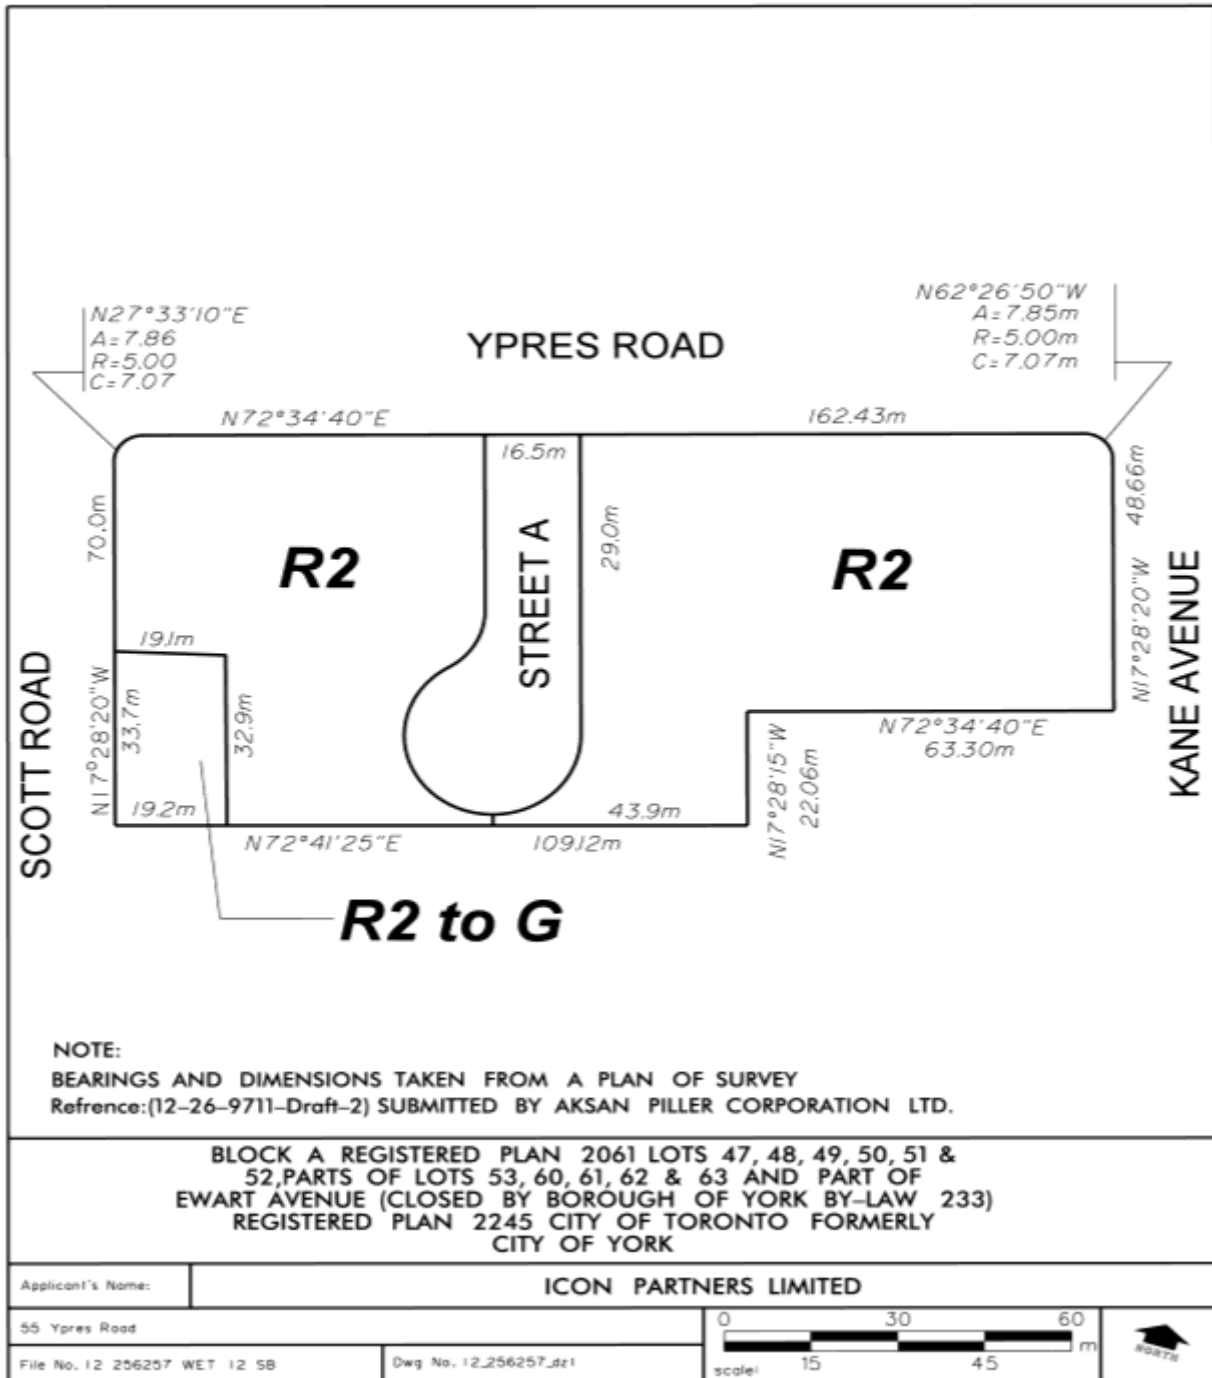 N27°33'10"E
A=7.86
R=5.00
C=7.07
YPRES ROAD
N62°26'50"W
A=7.85m
R=5.00m
C=7.07m
N72°34'40"E
162.43m
16.5m
70.0m
R2
STREET A
29.0m
R2
48.66m
N17°28'20"W
KANE AVENUE
19.1m
SCOTT ROAD
N17°28'20"W
33.7m
32.9m
19.2m
N72°41'25"E
43.9m
109.12m
N17°28'15"W
22.06m
N72°34'40"E
63.30m
R2 to G
NOTE:
BEARINGS AND DIMENSIONS TAKEN FROM A PLAN OF SURVEY
Refrence:(12-26-9711-Draft-2) SUBMITTED BY AKSAN PILLER CORPORATION LTD.
BLOCK A REGISTERED PLAN 2061 LOTS 47, 48, 49, 50, 51 &
52,PARTS OF LOTS 53, 60, 61, 62 & 63 AND PART OF
EWART AVENUE (CLOSED BY BOROUGH OF YORK BY-LAW 233)
REGISTERED PLAN 2245 CITY OF TORONTO FORMERLY
CITY OF YORK
Applicant's Name:
ICON PARTNERS LIMITED
55 Ypres Road
File No. 12 256257 WET 12 SB
Dwg No. 12_256257_dz1
0 30 60
m
scale: 15 45
NORTH